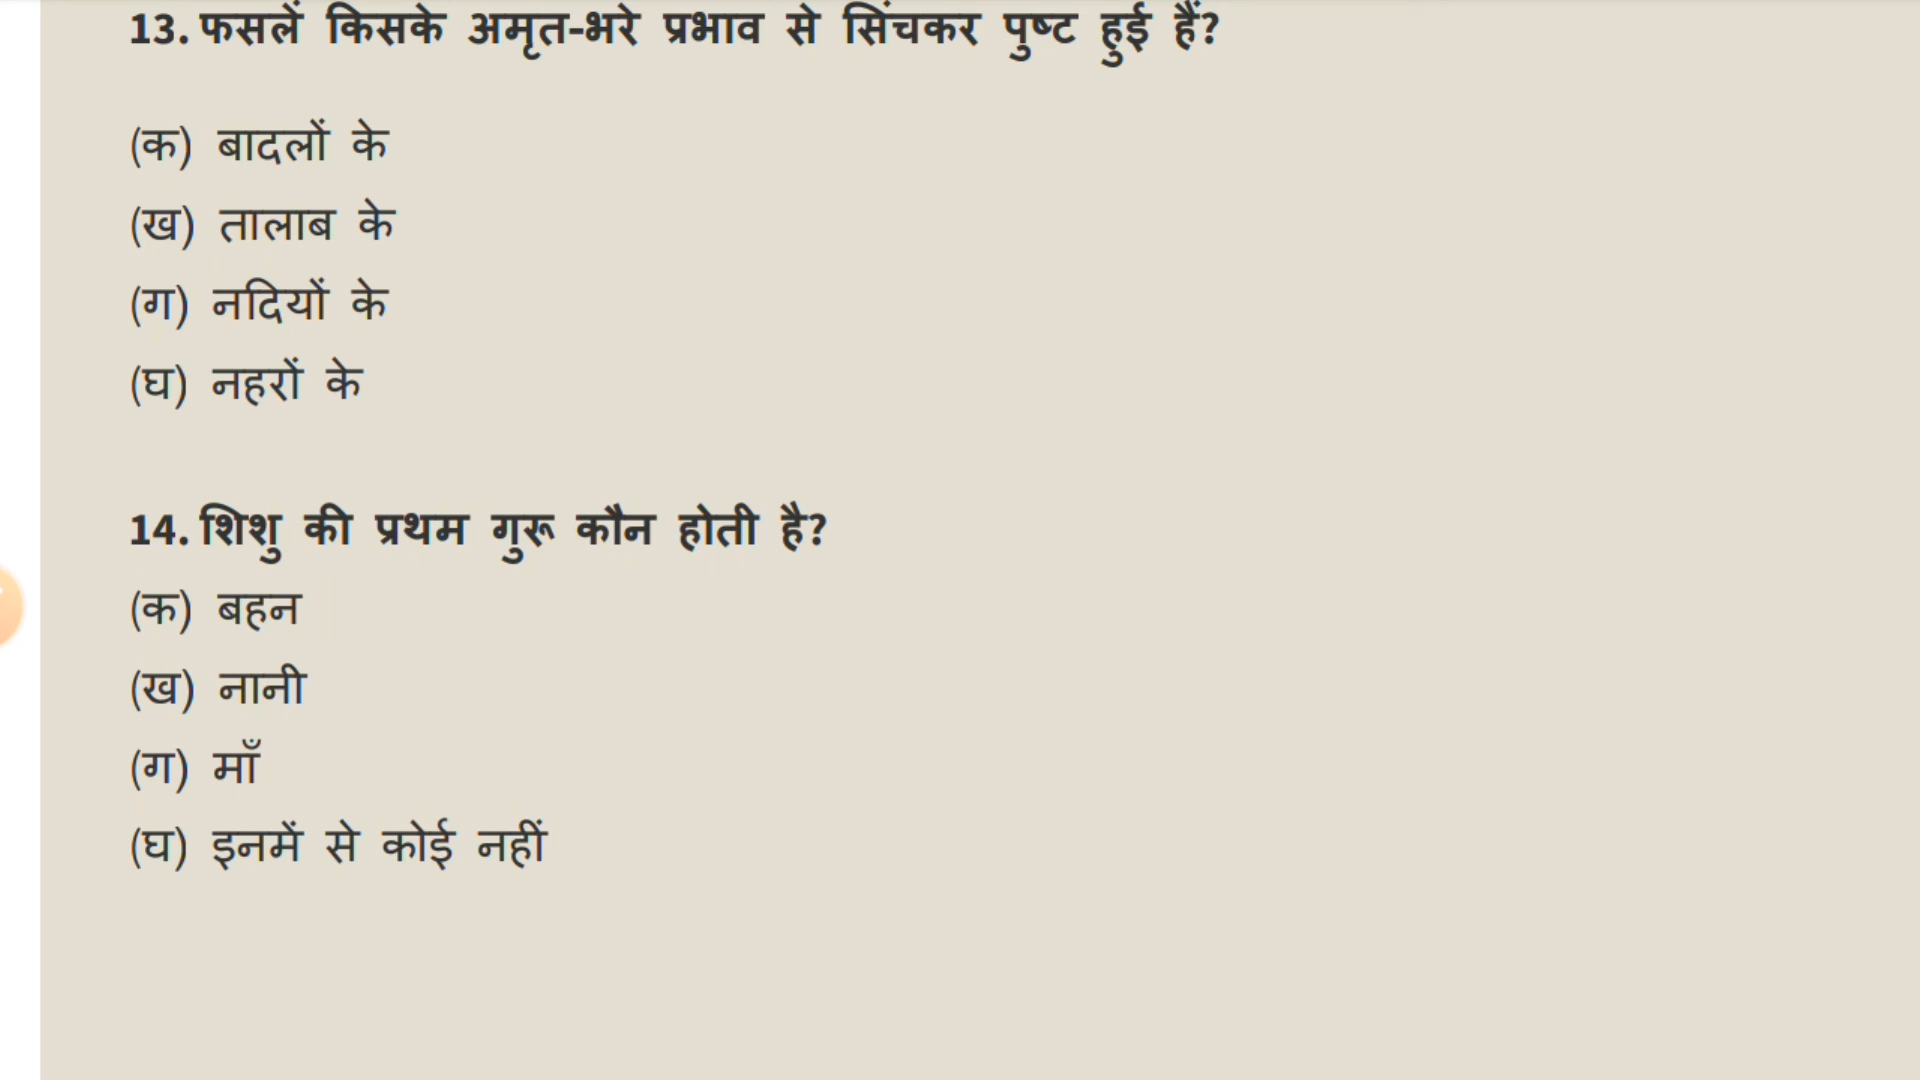 13. फसलें किसके अमृत-भरे प्रभाव से सिंचकर पुष्ट हुई हैं?
(क) बादलों के
(ख) तालाब के
(ग) नदियों के
(घ) नहरों के
14. शिशु की प्रथम गुरू कौन होती है?
(क) बहन
(ख) नानी
(ग) माँ
(घ) इनमें से कोई नहीं